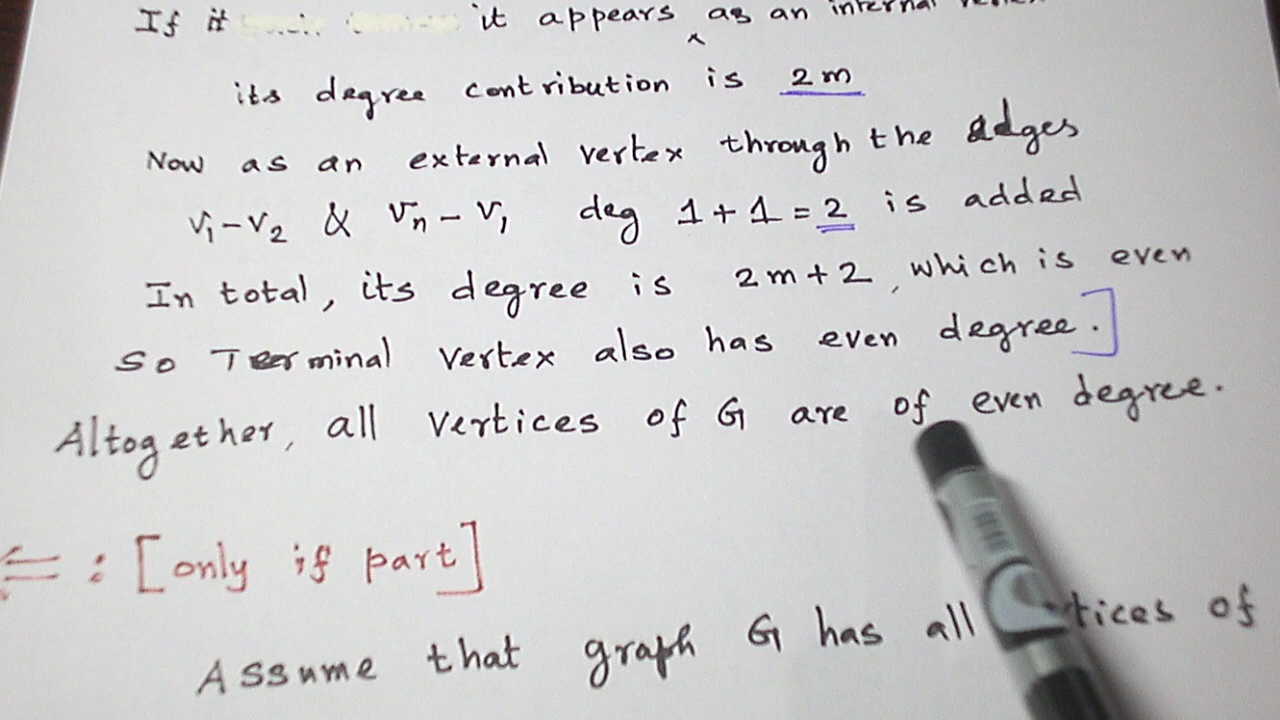 If it it appears as an internal
its degree contribution is 2m
Now as an external vertex through the edges
V₁-V₂ & Vₙ-V₁ deg 1+1=2 is added
In total, its degree is 2m+2, which is even
So Terminal vertex also has even degree.]
Altogether, all vertices of G are of even degree.
⇐ : [only if part]
Assume that graph G has all of